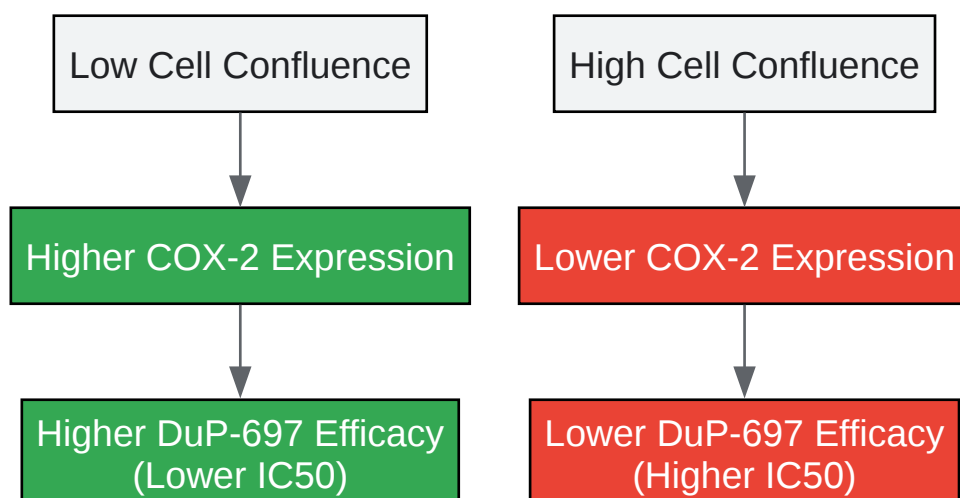 Low Cell Confluence
High Cell Confluence
Higher COX-2 Expression
Lower COX-2 Expression
Higher DuP-697 Efficacy
(Lower IC50)
Lower DuP-697 Efficacy
(Higher IC50)